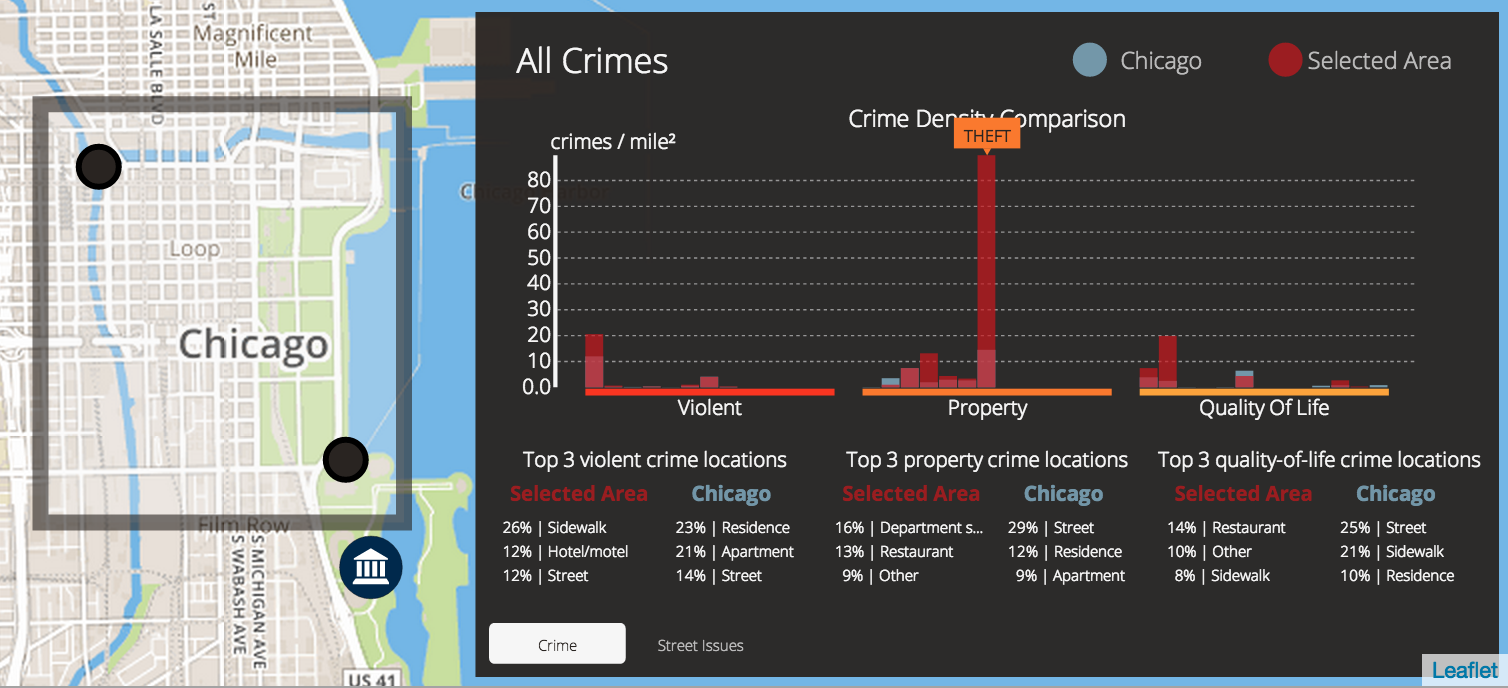 LA SALLE BLVD
ST.
Magnificent
Mile
Loop
Chicago
Film Row
S WABASH AVE
S MICHIGAN AVE
US 41
All Crimes
Chicago
Selected Area
Crime Density Comparison
THEFT
crimes / mile²
80
70
60
50
40
30
20
10
0.0
Violent
Property
Quality Of Life
Top 3 violent crime locations
Selected Area
Chicago
26% | Sidewalk
23% | Residence
12% | Hotel/motel
21% | Apartment
12% | Street
14% | Street
Top 3 property crime locations
Selected Area
Chicago
16% | Department s...
29% | Street
13% | Restaurant
12% | Residence
9% | Other
9% | Apartment
Top 3 quality-of-life crime locations
Selected Area
Chicago
14% | Restaurant
25% | Street
10% | Other
21% | Sidewalk
8% | Sidewalk
10% | Residence
Crime
Street Issues
Leaflet